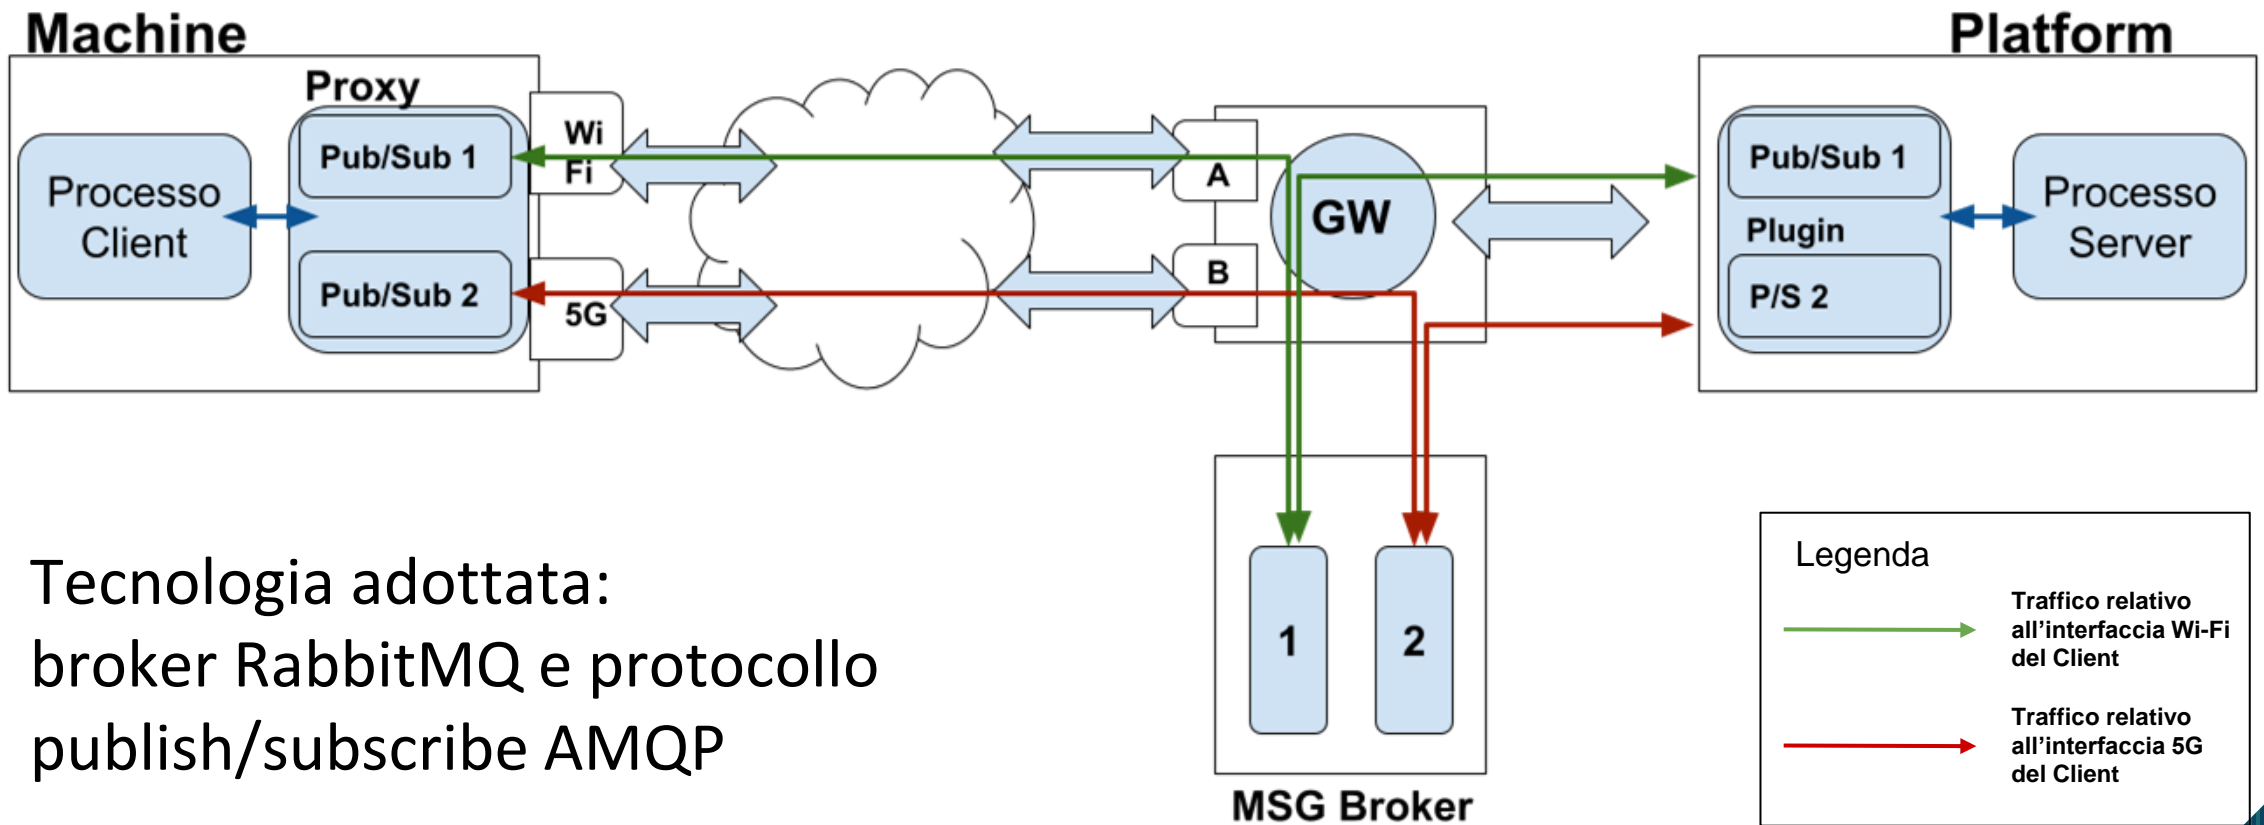 Machine
Platform
Proxy
Processo
Client
Pub/Sub 1
Pub/Sub 2
Wi
Fi
5G
A
B
GW
Pub/Sub 1
Plugin
P/S 2
Processo
Server
1
2
MSG Broker
Tecnologia adottata:
broker RabbitMQ e protocollo
publish/subscribe AMQP
Legenda
Traffico relativo
all’interfaccia Wi-Fi
del Client
Traffico relativo
all’interfaccia 5G
del Client